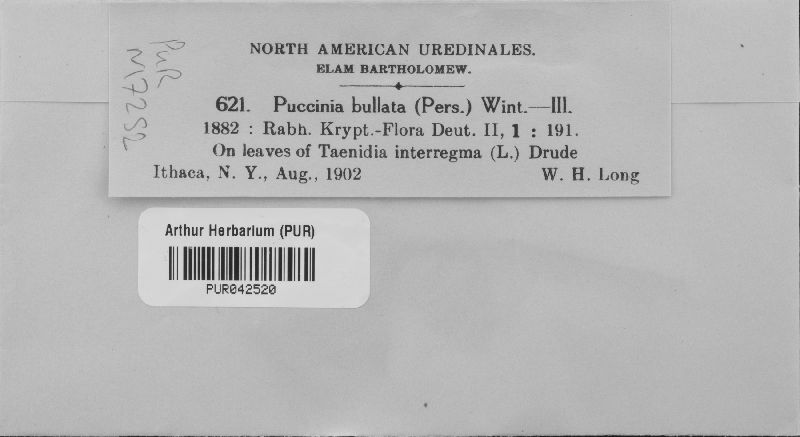 PUR
N17252
NORTH AMERICAN UREDINALES.
ELAM BARTHOLOMEW.
621. Puccinia bullata (Pers.) Wint.—III.
1882 : Rabh. Krypt.-Flora Deut. II, 1 : 191.
On leaves of Taenidia interregma (L.) Drude
Ithaca, N. Y., Aug., 1902 W. H. Long
Arthur Herbarium (PUR)
PUR042520